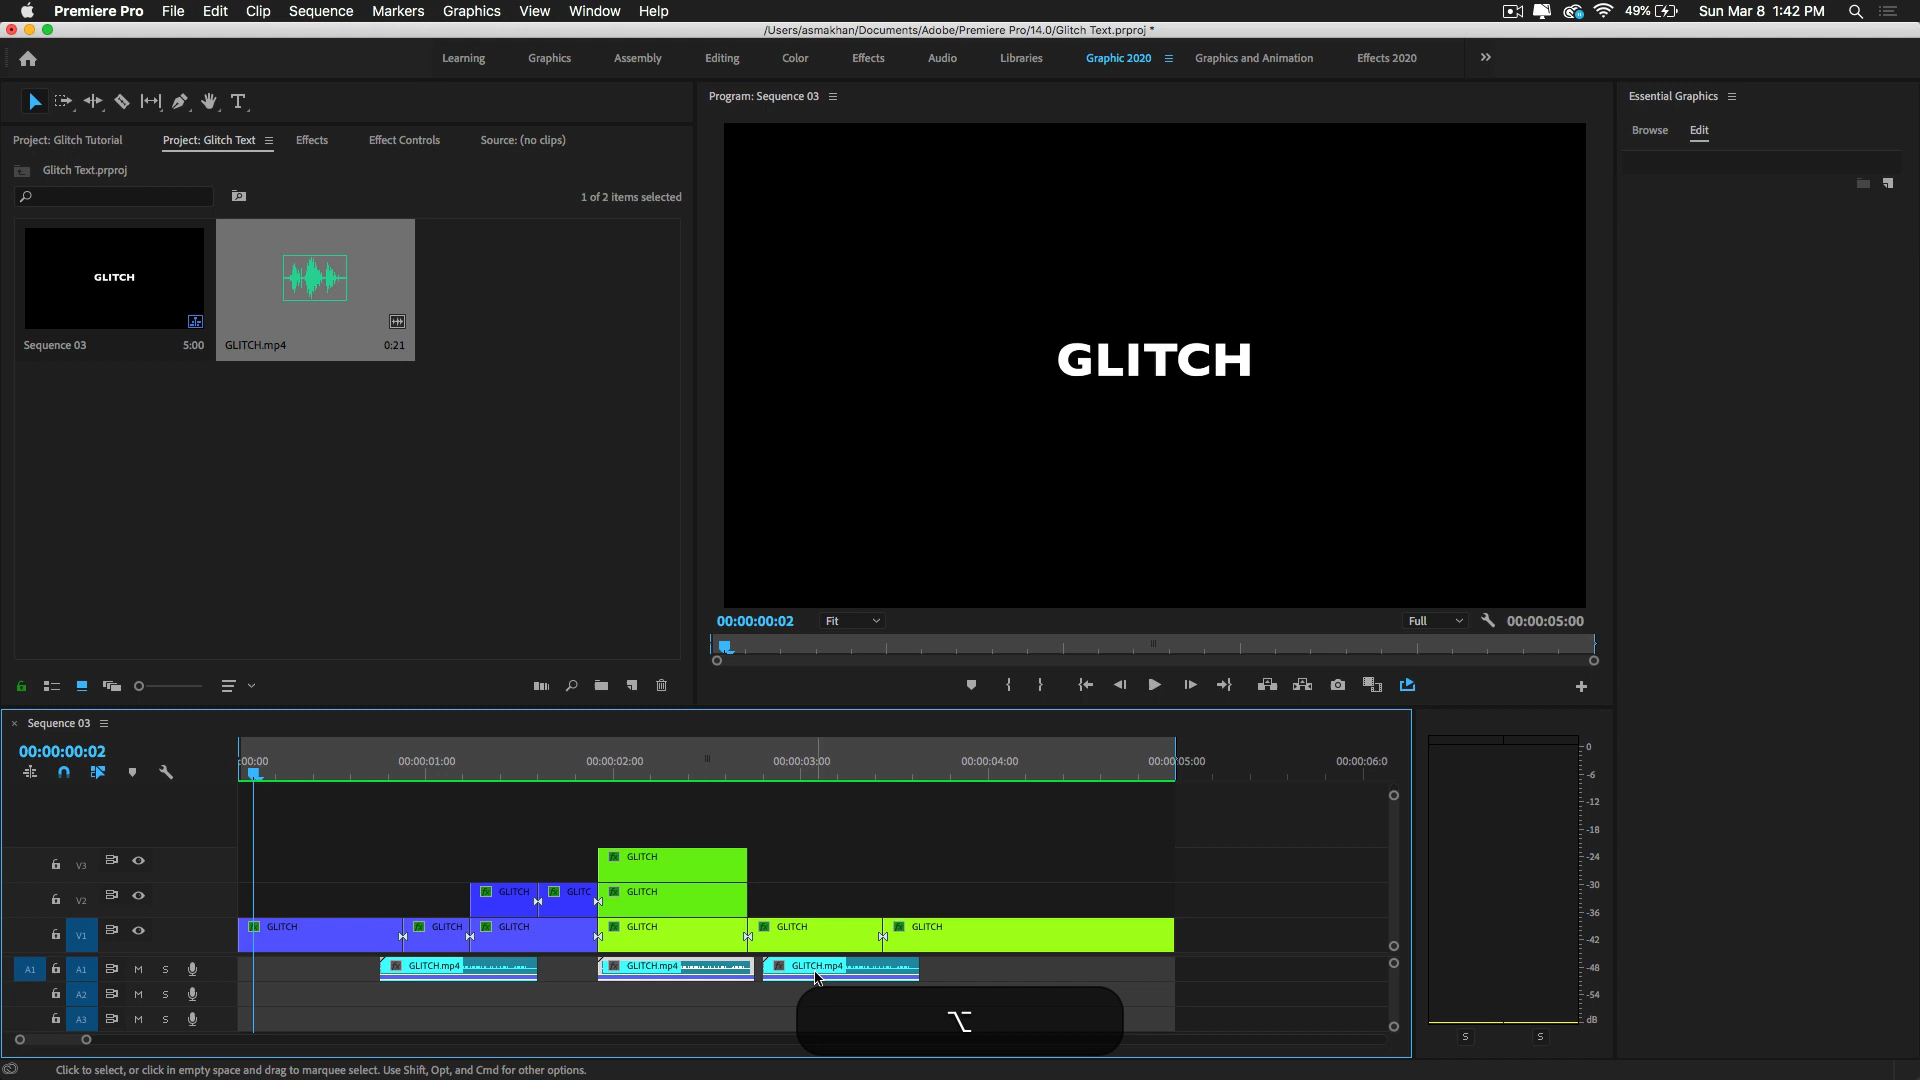 Premiere Pro File Edit Clip Sequence Markers Graphics View Window Help 49% Sun Mar 8 1:42 PM
/Users/asmakhan/Documents/Adobe/Premiere Pro/14.0/Glitch Text.prproj *
Learning Graphics Assembly Editing Color Effects Audio Libraries Graphic 2020 Graphics and Animation Effects 2020
Program: Sequence 03
Essential Graphics
Browse Edit
Project: Glitch Tutorial Project: Glitch Text Effects Effect Controls Source: (no clips)
Glitch Text.prproj
1 of 2 items selected
GLITCH
Sequence 03 5:00 GLITCH.mp4 0:21
GLITCH
00:00:00:02 Fit Full 00:00:05:00
Sequence 03
00:00:00:02
:00:00 00:00:01:00 00:00:02:00 00:00:03:00 00:00:04:00 00:00:05:00 00:00:06:0
V3 GLITCH
V2 GLITCH GLITC GLITCH
V1 GLITCH GLITCH GLITCH GLITCH GLITCH GLITCH
A1 A1 M S GLITCH.mp4 GLITCH.mp4 GLITCH.mp4
A2 M S
A3 M S
0
-6
-12
-18
-24
-30
-36
-42
-48
-54
dB
S S
Click to select, or click in empty space and drag to marquee select. Use Shift, Opt, and Cmd for other options.